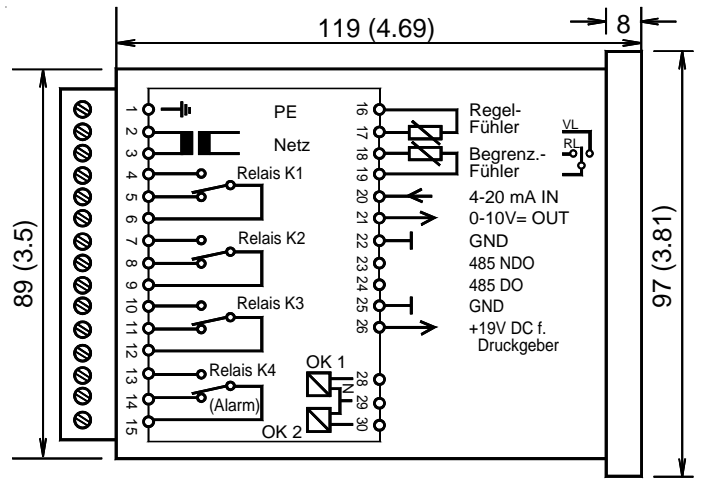 119 (4.69)
8
89 (3.5)
97 (3.81)
1
2
3
4
5
6
7
8
9
10
11
12
13
14
15
PE
Netz
Relais K1
Relais K2
Relais K3
Relais K4
(Alarm)
OK 1
OK 2
N
16
17
18
19
20
21
22
23
24
25
26
28
29
30
Regel-
Fühler
Begrenz.-
Fühler
VL
RL
4-20 mA IN
0-10V= OUT
GND
485 NDO
485 DO
GND
+19V DC f.
Druckgeber